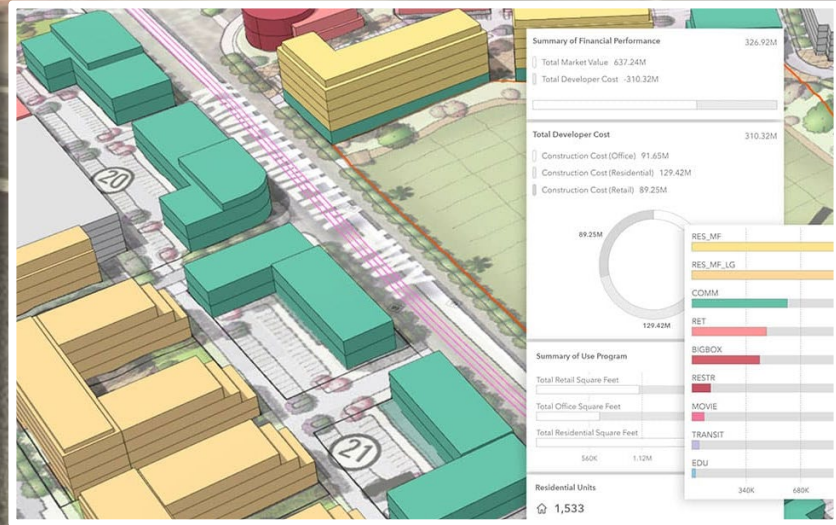 Summary of Financial Performance 326.92M
Total Market Value 637.24M
Total Developer Cost -310.32M
Total Developer Cost 310.32M
Construction Cost (Office) 91.65M
Construction Cost (Residential) 129.42M
Construction Cost (Retail) 89.25M
89.25M
129.42M
Summary of Use Program
Total Retail Square Feet
Total Office Square Feet
Total Residential Square Feet
560K 1.12M
Residential Units
1,533
RES_MF
RES_MF_LG
COMM
RET
BIGBOX
RESTR
MOVIE
TRANSIT
EDU
340K 680K
20
21